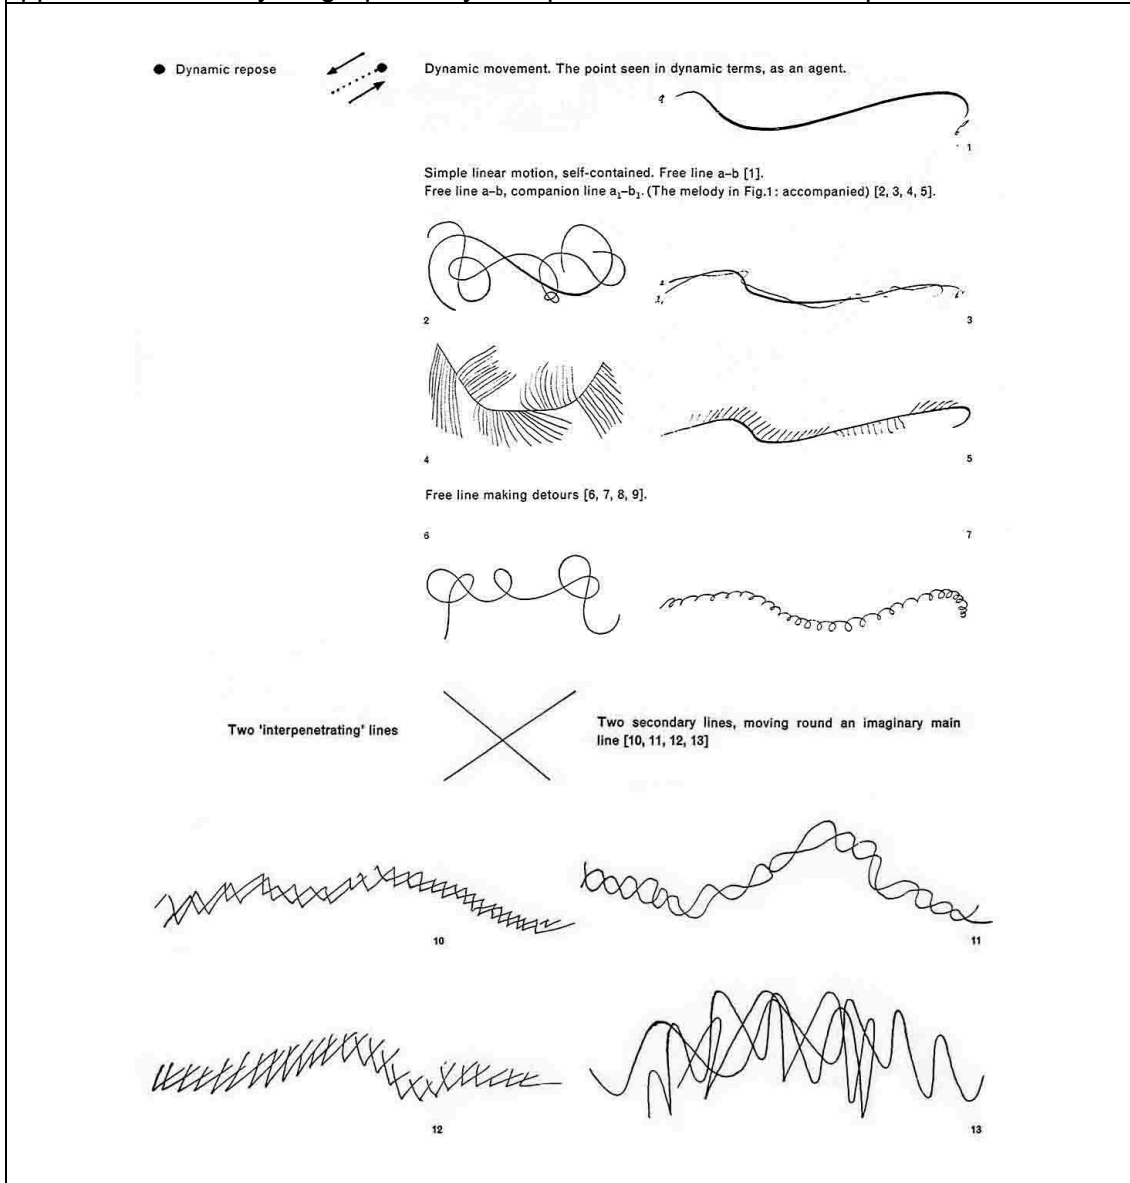 Dynamic repose
Dynamic movement. The point seen in dynamic terms, as an agent.
1
Simple linear motion, self-contained. Free line a–b [1].
Free line a–b, companion line a₁–b₁. (The melody in Fig.1: accompanied) [2, 3, 4, 5].
2
3
4
5
Free line making detours [6, 7, 8, 9].
6
7
Two 'interpenetrating' lines
Two secondary lines, moving round an imaginary main
line [10, 11, 12, 13]
10
11
12
13